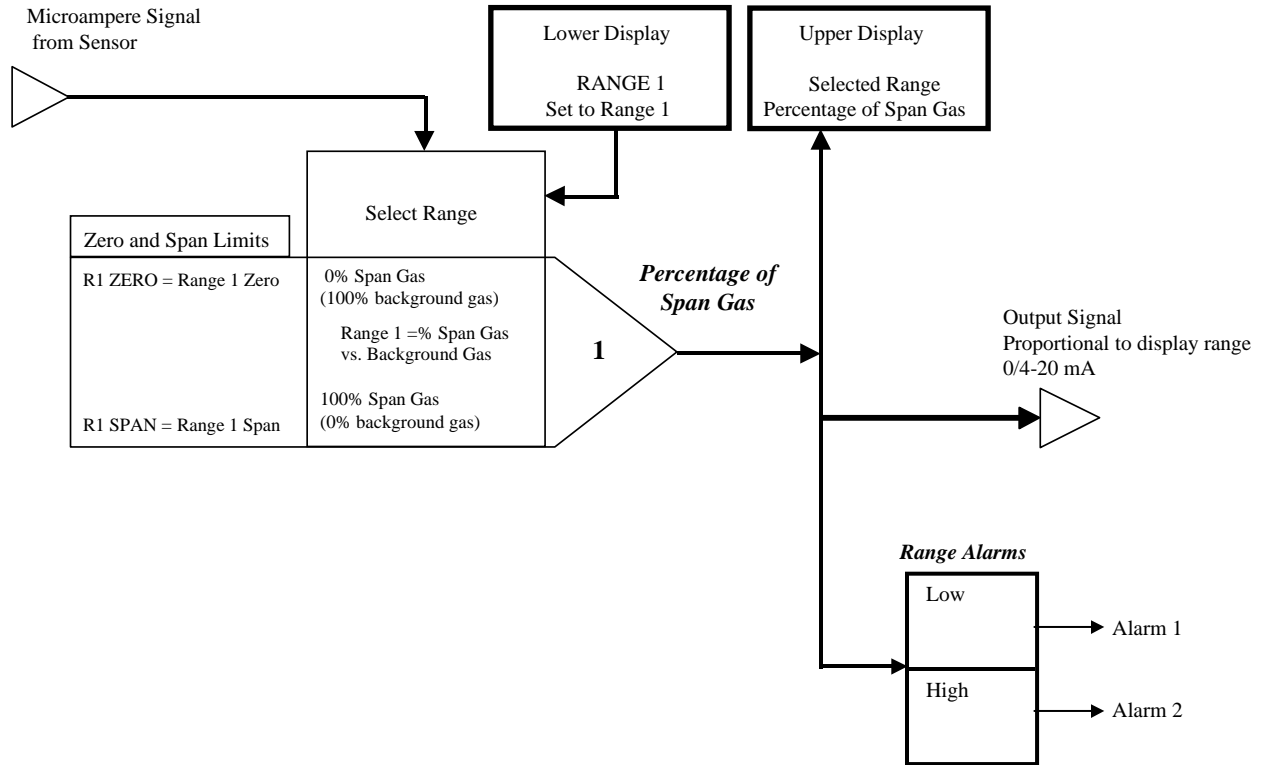 Microampere Signal
from Sensor
Lower Display
RANGE 1
Set to Range 1
Upper Display
Selected Range
Percentage of Span Gas
Select Range
Zero and Span Limits
R1 ZERO = Range 1 Zero
0% Span Gas
(100% background gas)
Range 1 =% Span Gas
vs. Background Gas
100% Span Gas
(0% background gas)
R1 SPAN = Range 1 Span
1
Percentage of
Span Gas
Output Signal
Proportional to display range
0/4-20 mA
Range Alarms
Low
Alarm 1
High
Alarm 2